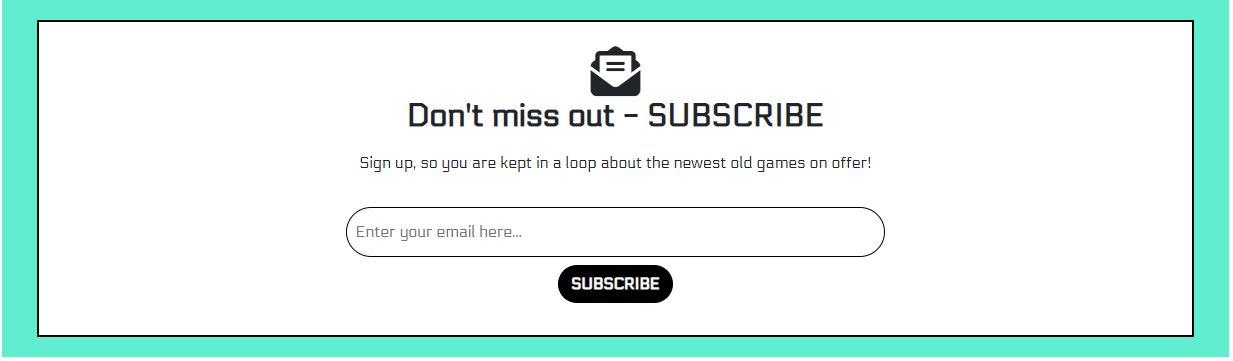 Don't miss out - SUBSCRIBE
Sign up, so you are kept in a loop about the newest old games on offer!
Enter your email here...
SUBSCRIBE